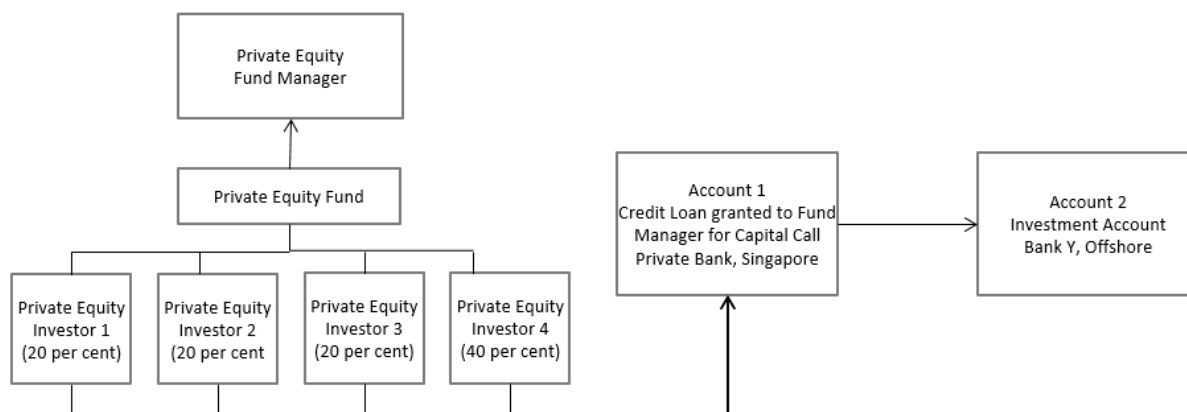 Private Equity
Fund Manager
Private Equity Fund
Private Equity
Investor 1
(20 per cent)
Private Equity
Investor 2
(20 per cent
Private Equity
Investor 3
(20 per cent)
Private Equity
Investor 4
(40 per cent)
Account 1
Credit Loan granted to Fund
Manager for Capital Call
Private Bank, Singapore
Account 2
Investment Account
Bank Y, Offshore